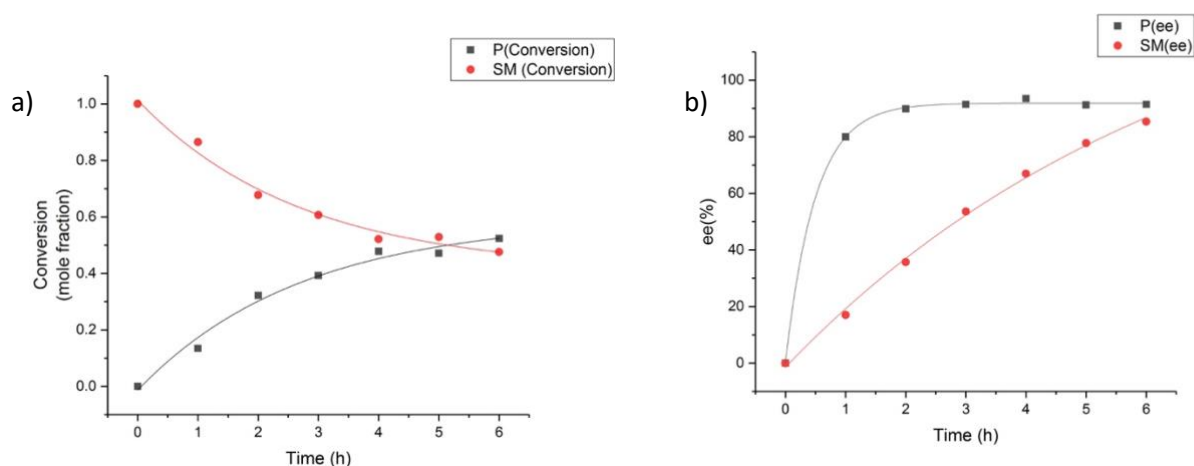 a)
P(Conversion)
SM (Conversion)
1.0
0.8
0.6
0.4
0.2
0.0
Conversion
(mole fraction)
0 1 2 3 4 5 6
Time (h)
b)
P(ee)
SM(ee)
100
80
60
40
20
0
ee(%)
0 1 2 3 4 5 6
Time (h)